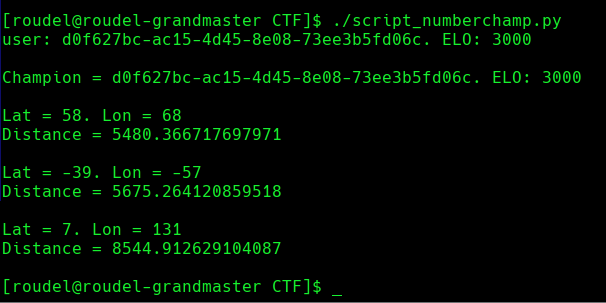 [roudel@roudel-grandmaster CTF]$ ./script_numberchamp.py
user: d0f627bc-ac15-4d45-8e08-73ee3b5fd06c. ELO: 3000
Champion = d0f627bc-ac15-4d45-8e08-73ee3b5fd06c. ELO: 3000
Lat = 58. Lon = 68
Distance = 5480.366717697971
Lat = -39. Lon = -57
Distance = 5675.264120859518
Lat = 7. Lon = 131
Distance = 8544.912629104087
[roudel@roudel-grandmaster CTF]$ _